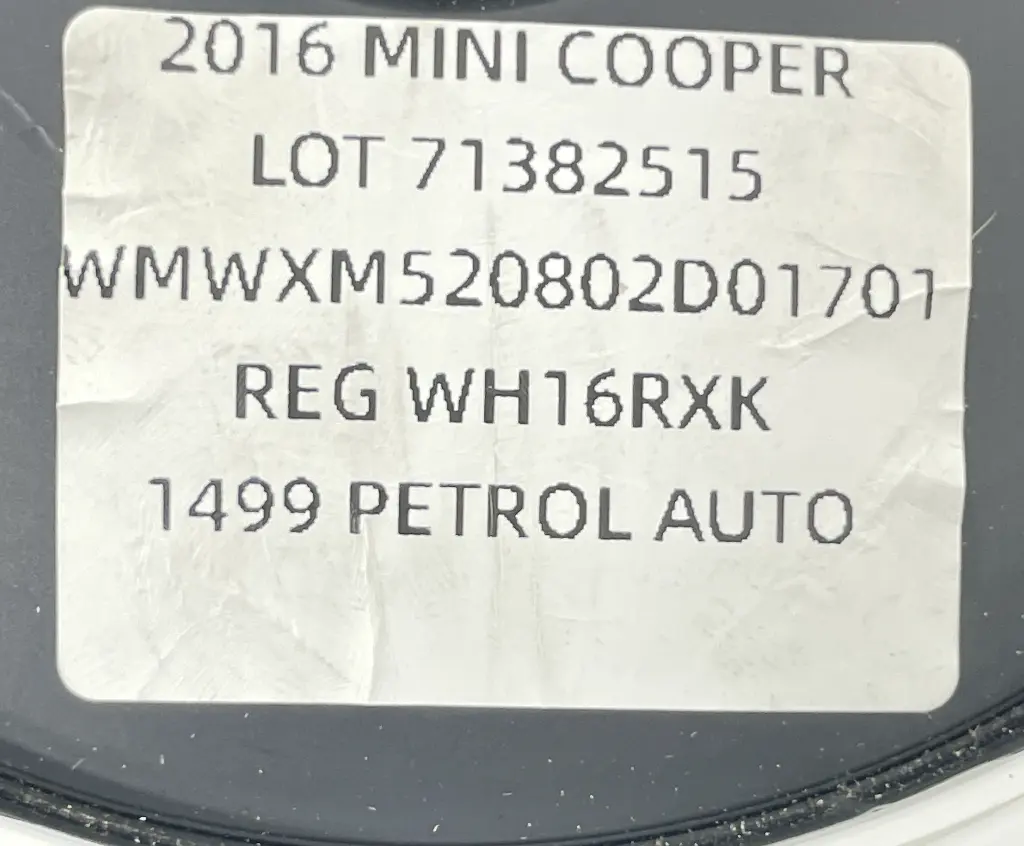 2016 MINI COOPER
LOT 71382515
WMWXM520802D01701
REG WH16RXK
1499 PETROL AUTO